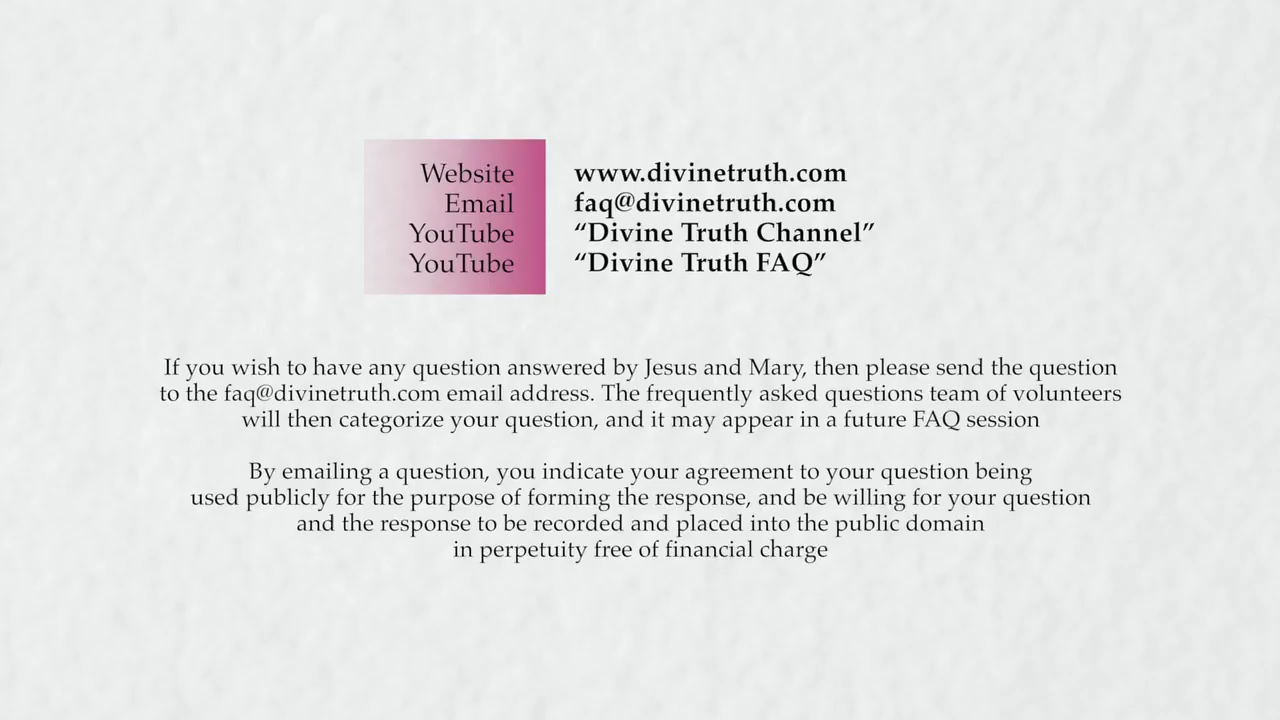 Website www.divinetruth.com
Email faq@divinetruth.com
YouTube “Divine Truth Channel”
YouTube “Divine Truth FAQ”
If you wish to have any question answered by Jesus and Mary, then please send the question
to the faq@divinetruth.com email address. The frequently asked questions team of volunteers
will then categorize your question, and it may appear in a future FAQ session
By emailing a question, you indicate your agreement to your question being
used publicly for the purpose of forming the response, and be willing for your question
and the response to be recorded and placed into the public domain
in perpetuity free of financial charge